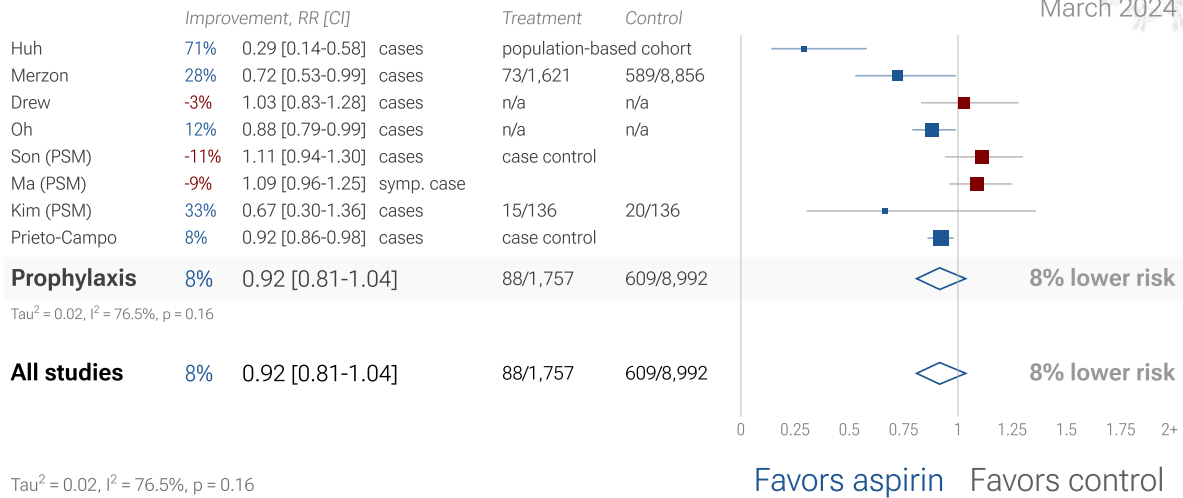 March 2024
Improvement, RR [CI] Treatment Control
Huh 71% 0.29 [0.14-0.58] cases population-based cohort
Merzon 28% 0.72 [0.53-0.99] cases 73/1,621 589/8,856
Drew -3% 1.03 [0.83-1.28] cases n/a n/a
Oh 12% 0.88 [0.79-0.99] cases n/a n/a
Son (PSM) -11% 1.11 [0.94-1.30] cases case control
Ma (PSM) -9% 1.09 [0.96-1.25] symp. case
Kim (PSM) 33% 0.67 [0.30-1.36] cases 15/136 20/136
Prieto-Campo 8% 0.92 [0.86-0.98] cases case control
Prophylaxis 8% 0.92 [0.81-1.04] 88/1,757 609/8,992 8% lower risk
Tau² = 0.02, I² = 76.5%, p = 0.16
All studies 8% 0.92 [0.81-1.04] 88/1,757 609/8,992 8% lower risk
0 0.25 0.5 0.75 1 1.25 1.5 1.75 2+
Tau² = 0.02, I² = 76.5%, p = 0.16 Favors aspirin Favors control